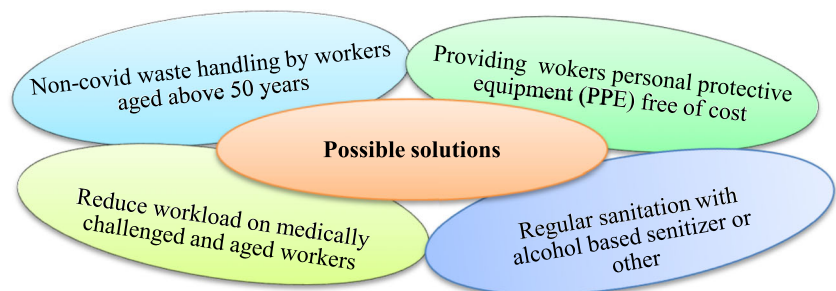 Non-covid waste handling by workers
aged above 50 years
Providing wokers personal protective
equipment (PPE) free of cost
Possible solutions
Reduce workload on medically
challenged and aged workers
Regular sanitation with
alcohol based senitizer or
other